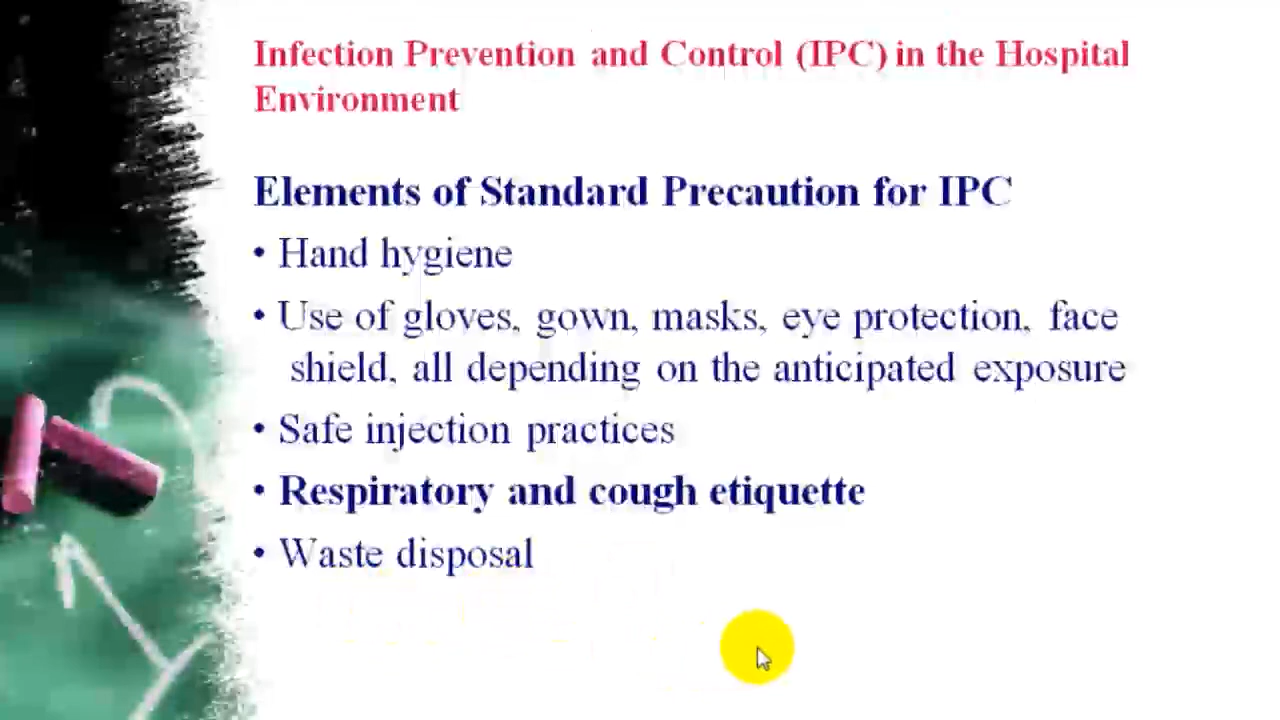 Infection Prevention and Control (IPC) in the Hospital
Environment
Elements of Standard Precaution for IPC
• Hand hygiene
• Use of gloves, gown, masks, eye protection, face
shield, all depending on the anticipated exposure
• Safe injection practices
• Respiratory and cough etiquette
• Waste disposal